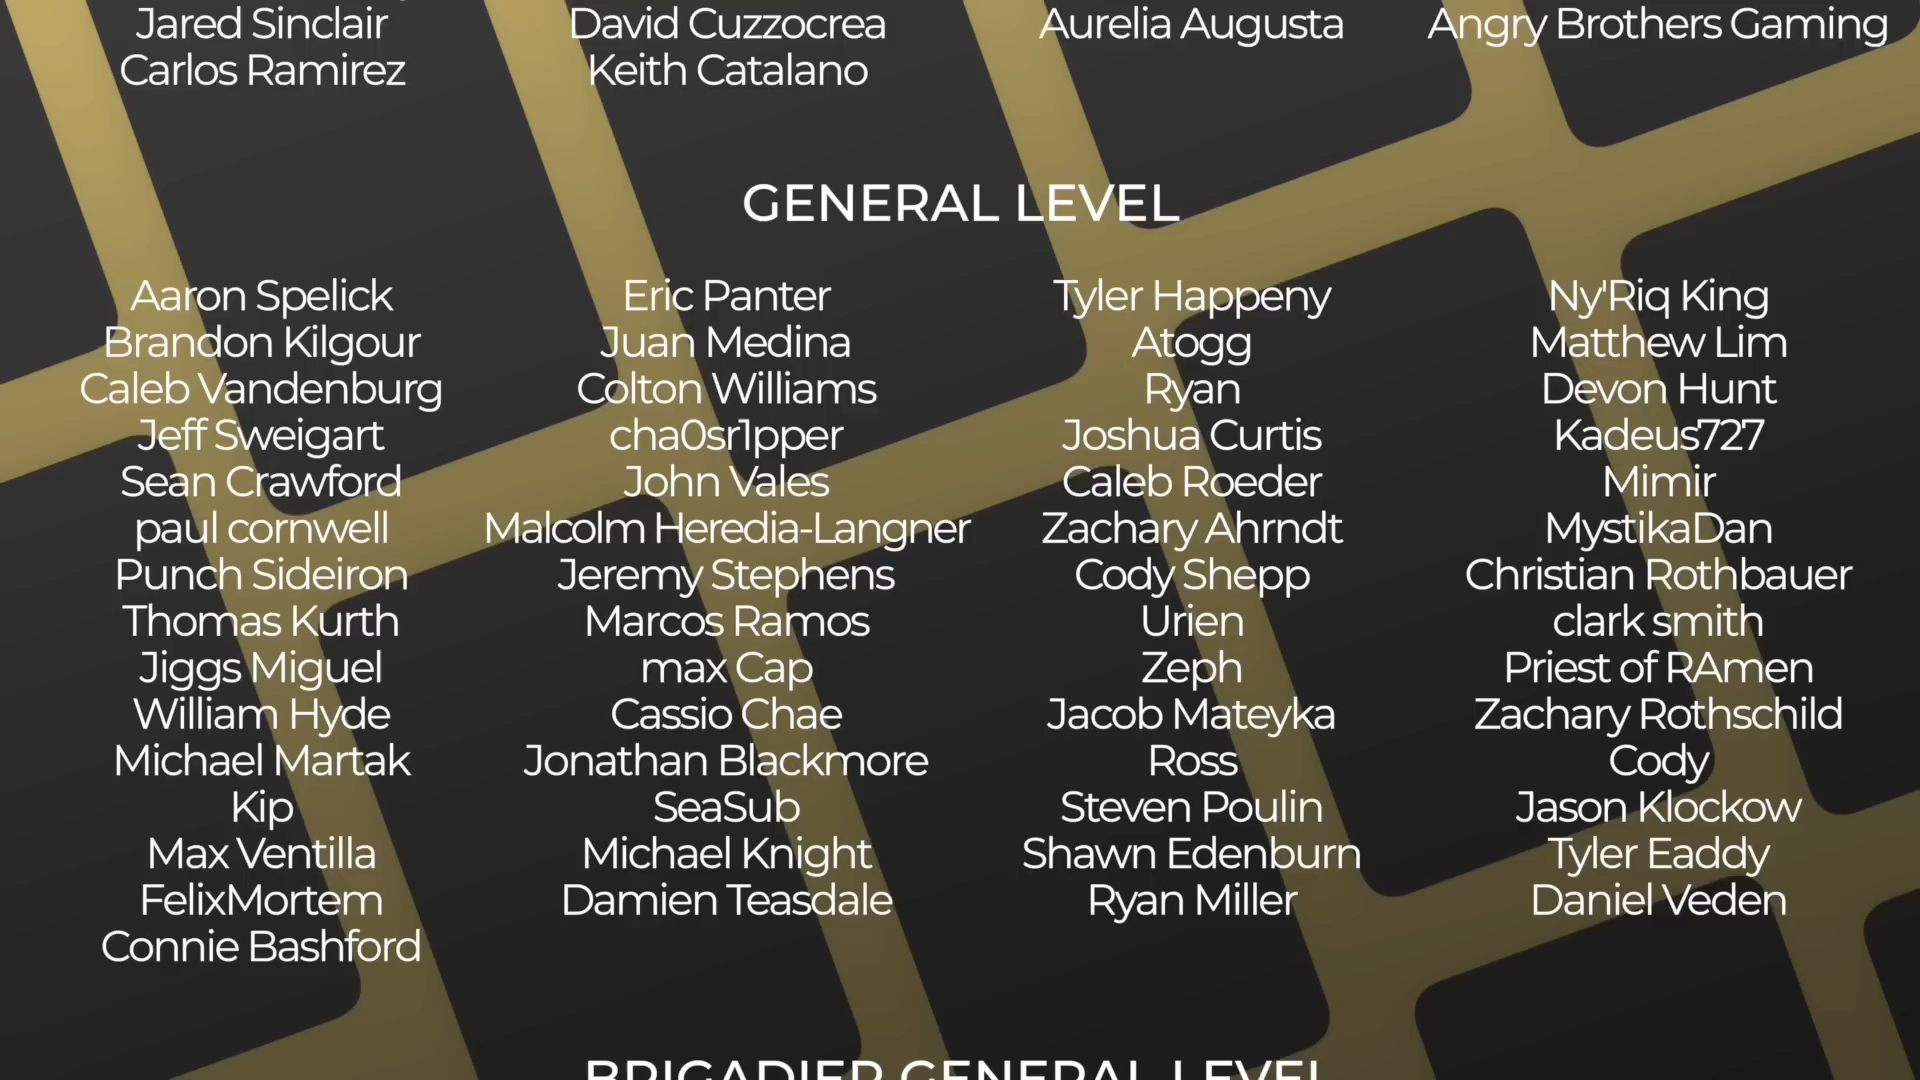 Jared Sinclair David Cuzzocrea Aurelia Augusta Angry Brothers Gaming
Carlos Ramirez Keith Catalano
GENERAL LEVEL
Aaron Spelick Eric Panter Tyler Happeny Ny'Riq King
Brandon Kilgour Juan Medina Atogg Matthew Lim
Caleb Vandenburg Colton Williams Ryan Devon Hunt
Jeff Sweigart cha0sr1pper Joshua Curtis Kadeus727
Sean Crawford John Vales Caleb Roeder Mimir
paul cornwell Malcolm Heredia-Langner Zachary Ahrndt MystikaDan
Punch Sideiron Jeremy Stephens Cody Shepp Christian Rothbauer
Thomas Kurth Marcos Ramos Urien clark smith
Jiggs Miguel max Cap Zeph Priest of RAmen
William Hyde Cassio Chae Jacob Mateyka Zachary Rothschild
Michael Martak Jonathan Blackmore Ross Cody
Kip SeaSub Steven Poulin Jason Klockow
Max Ventilla Michael Knight Shawn Edenburn Tyler Eaddy
FelixMortem Damien Teasdale Ryan Miller Daniel Veden
Connie Bashford
BRIGADIER GENERAL LEVEL